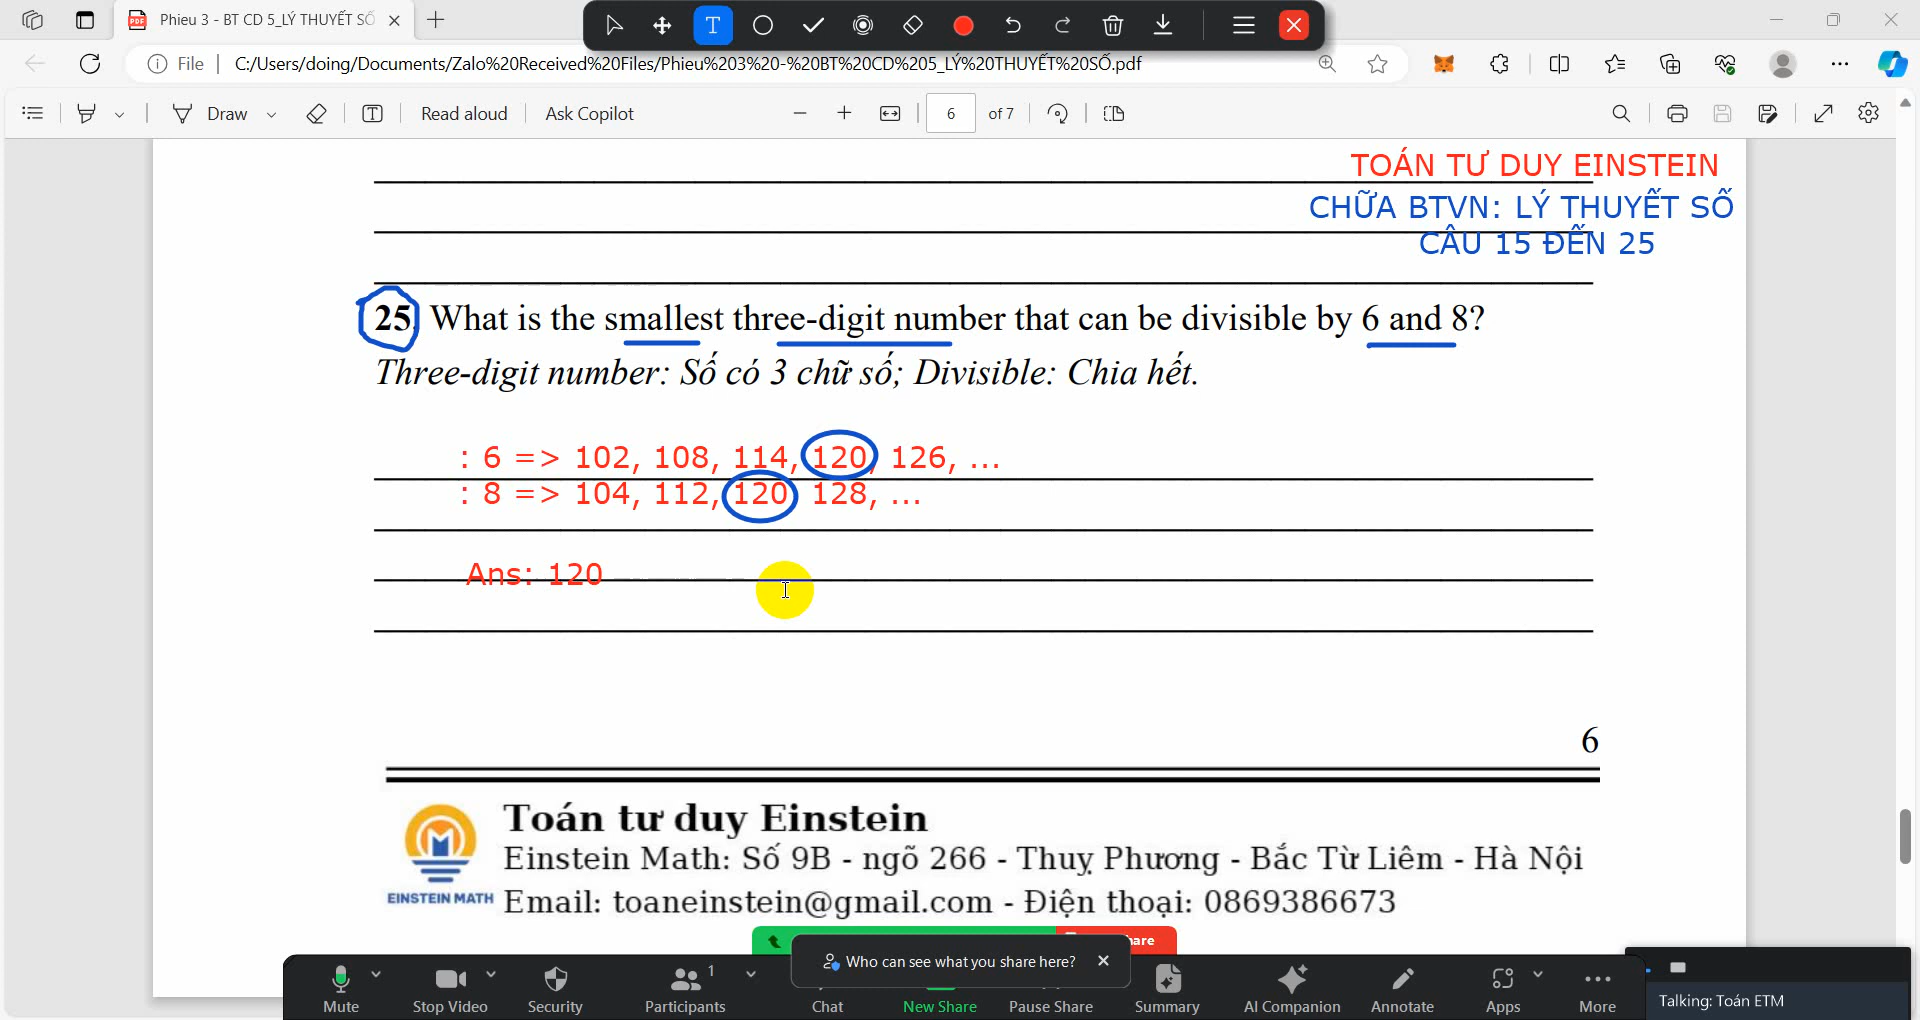 Phieu 3 - BT CD 5_LÝ THUYẾT SỐ
T
File
C:/Users/doing/Documents/Zalo%20Received%20Files/Phieu%203%20-%20BT%20CD%205_LÝ%20THUYẾT%20SỐ.pdf
Draw
Read aloud
Ask Copilot
6
of 7
TOÁN TƯ DUY EINSTEIN
CHỮA BTVN: LÝ THUYẾT SỐ
CÂU 15 ĐẾN 25
25. What is the smallest three-digit number that can be divisible by 6 and 8?
Three-digit number: Số có 3 chữ số; Divisible: Chia hết.
: 6 => 102, 108, 114, 120, 126, ...
: 8 => 104, 112, 120 128, ...
Ans: 120
6
Toán tư duy Einstein
Einstein Math: Số 9B - ngõ 266 - Thuỵ Phương - Bắc Từ Liêm - Hà Nội
EINSTEIN MATH
Email: toaneinstein@gmail.com - Điện thoại: 0869386673
Who can see what you share here?
Mute
Stop Video
Security
Participants
1
Chat
New Share
Pause Share
Summary
AI Companion
Annotate
Apps
More
Talking: Toán ETM